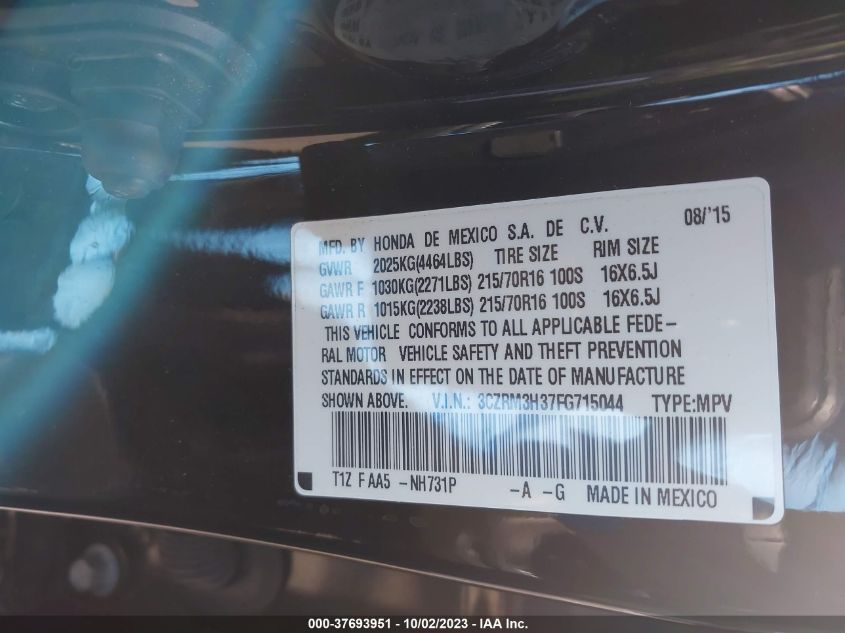 MFD. BY HONDA DE MEXICO S.A. DE C.V. 08/'15
GVWR 2025KG(4464LBS) TIRE SIZE RIM SIZE
GAWR F 1030KG(2271LBS) 215/70R16 100S 16X6.5J
GAWR R 1015KG(2238LBS) 215/70R16 100S 16X6.5J
THIS VEHICLE CONFORMS TO ALL APPLICABLE FEDE-
RAL MOTOR VEHICLE SAFETY AND THEFT PREVENTION
STANDARDS IN EFFECT ON THE DATE OF MANUFACTURE
SHOWN ABOVE. V.I.N.: 3CZRM3H37FG715044 TYPE:MPV
T1Z F AA5 -NH731P -A -G MADE IN MEXICO
000-37693951 - 10/02/2023 - IAA Inc.